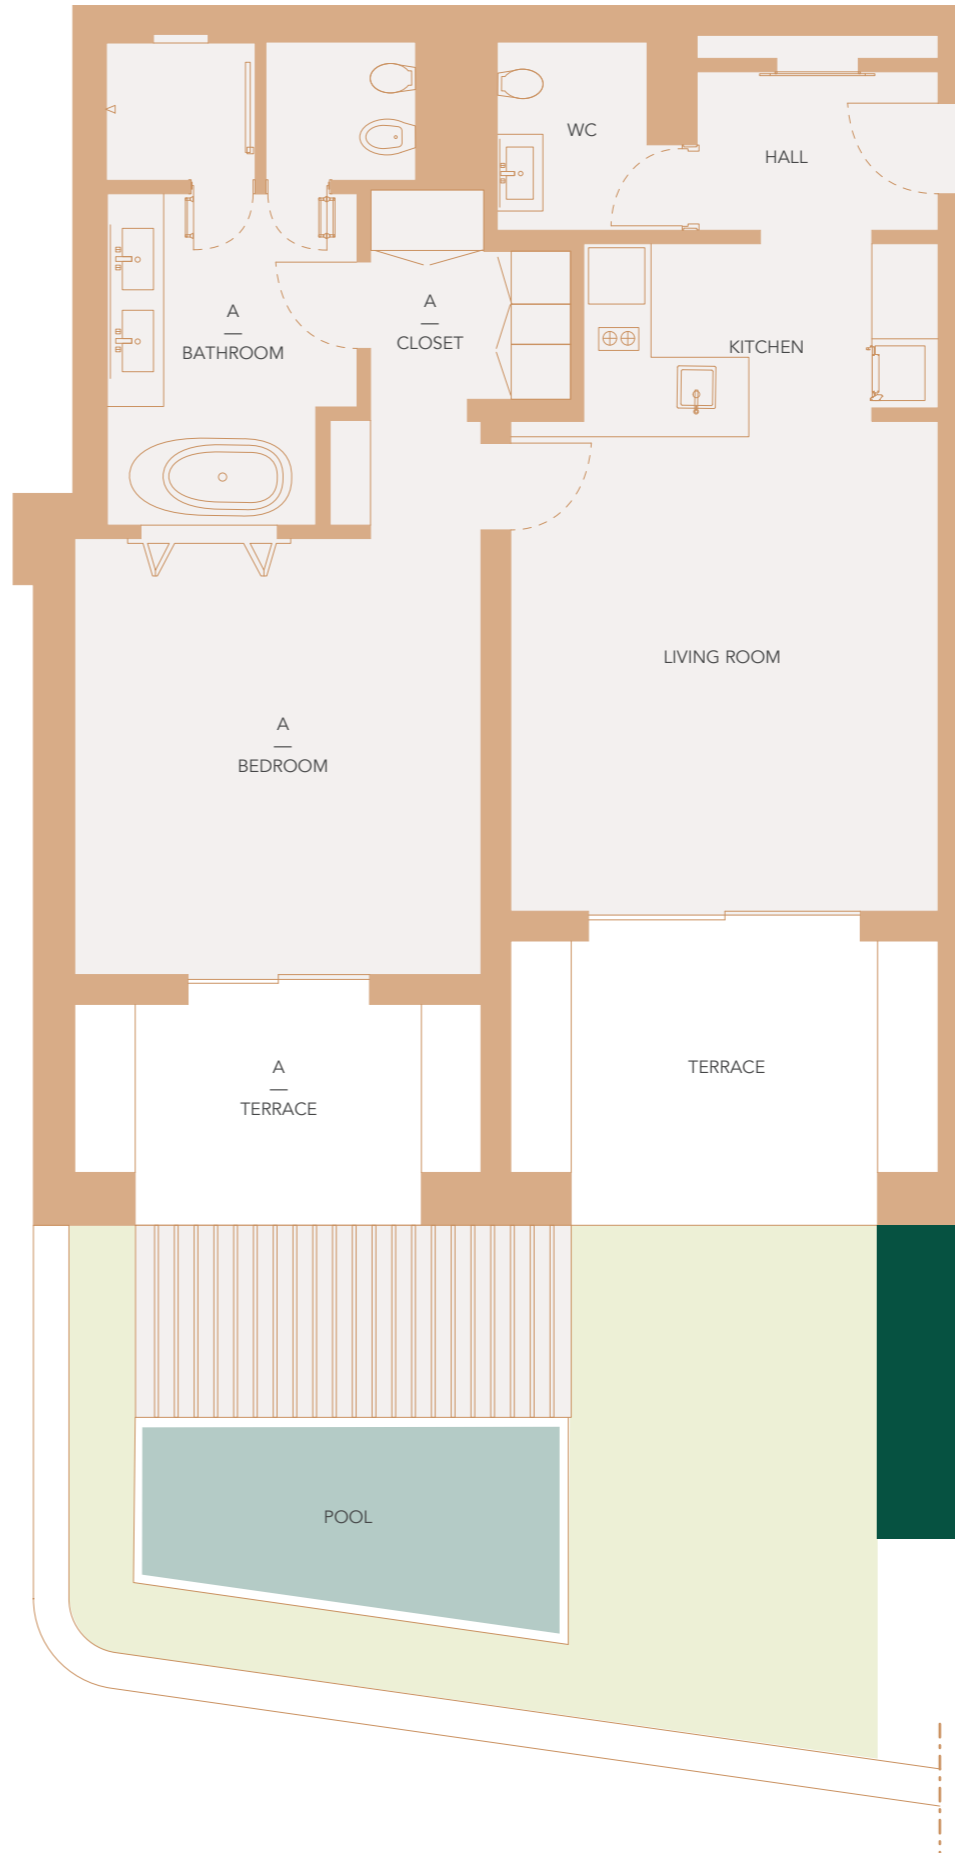 WC
HALL
A
BATHROOM
A
CLOSET
KITCHEN
LIVING ROOM
A
BEDROOM
A
TERRACE
TERRACE
POOL